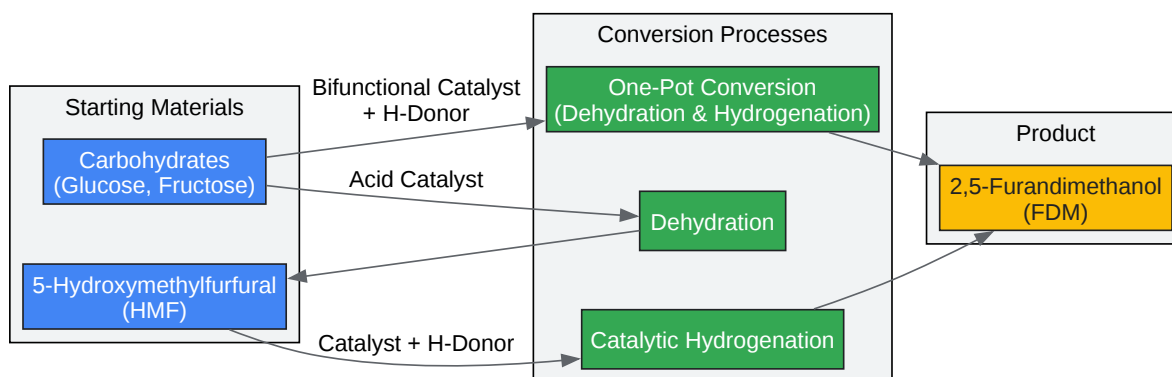 Starting Materials
Carbohydrates
(Glucose, Fructose)
5-Hydroxymethylfurfural
(HMF)
Bifunctional Catalyst
+ H-Donor
Acid Catalyst
Catalyst + H-Donor
Conversion Processes
One-Pot Conversion
(Dehydration & Hydrogenation)
Dehydration
Catalytic Hydrogenation
Product
2,5-Furandimethanol
(FDM)